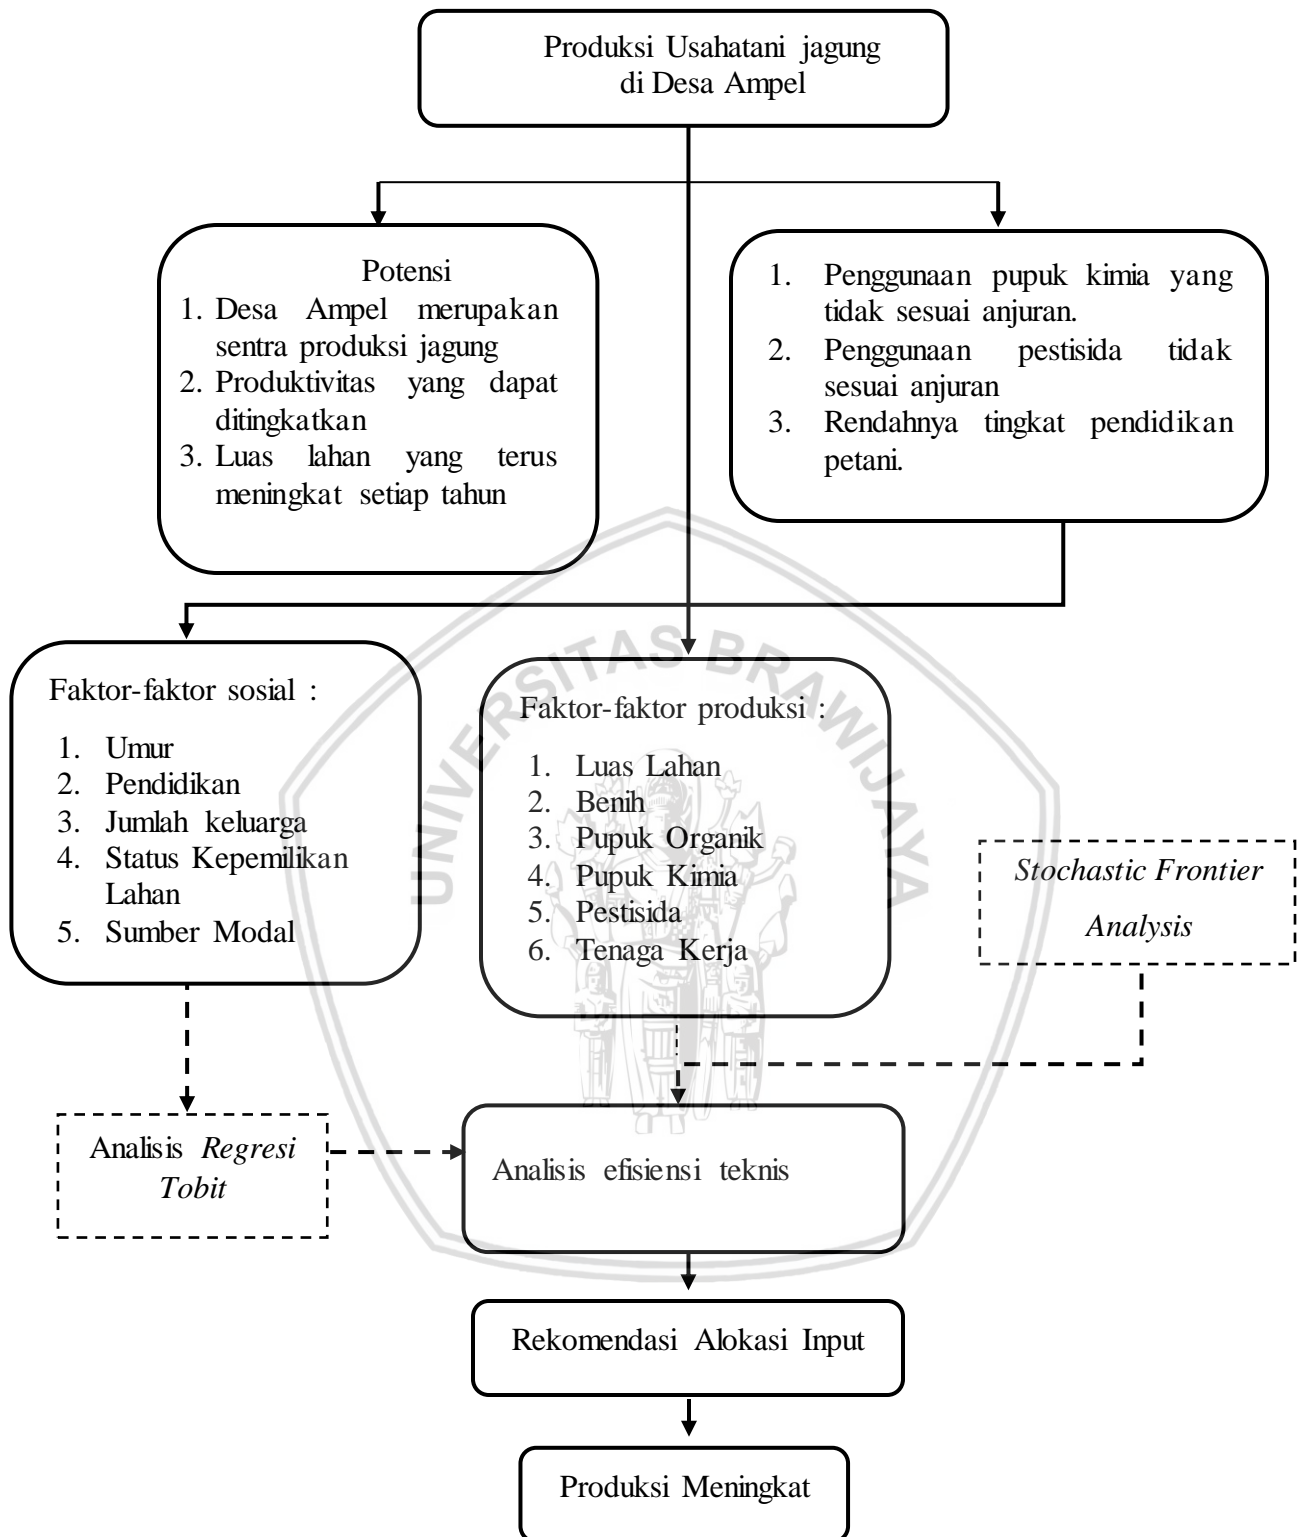 Produksi Usahatani jagung
di Desa Ampel
Potensi
1. Desa Ampel merupakan
sentra produksi jagung
2. Produktivitas yang dapat
ditingkatkan
3. Luas lahan yang terus
meningkat setiap tahun
1. Penggunaan pupuk kimia yang
tidak sesuai anjuran.
2. Penggunaan pestisida tidak
sesuai anjuran
3. Rendahnya tingkat pendidikan
petani.
Faktor-faktor sosial :
1. Umur
2. Pendidikan
3. Jumlah keluarga
4. Status Kepemilikan
Lahan
5. Sumber Modal
Faktor-faktor produksi :
1. Luas Lahan
2. Benih
3. Pupuk Organik
4. Pupuk Kimia
5. Pestisida
6. Tenaga Kerja
Stochastic Frontier
Analysis
Analisis Regresi
Tobit
Analisis efisiensi teknis
Rekomendasi Alokasi Input
Produksi Meningkat
UNIVERSITAS BRAWIJAYA